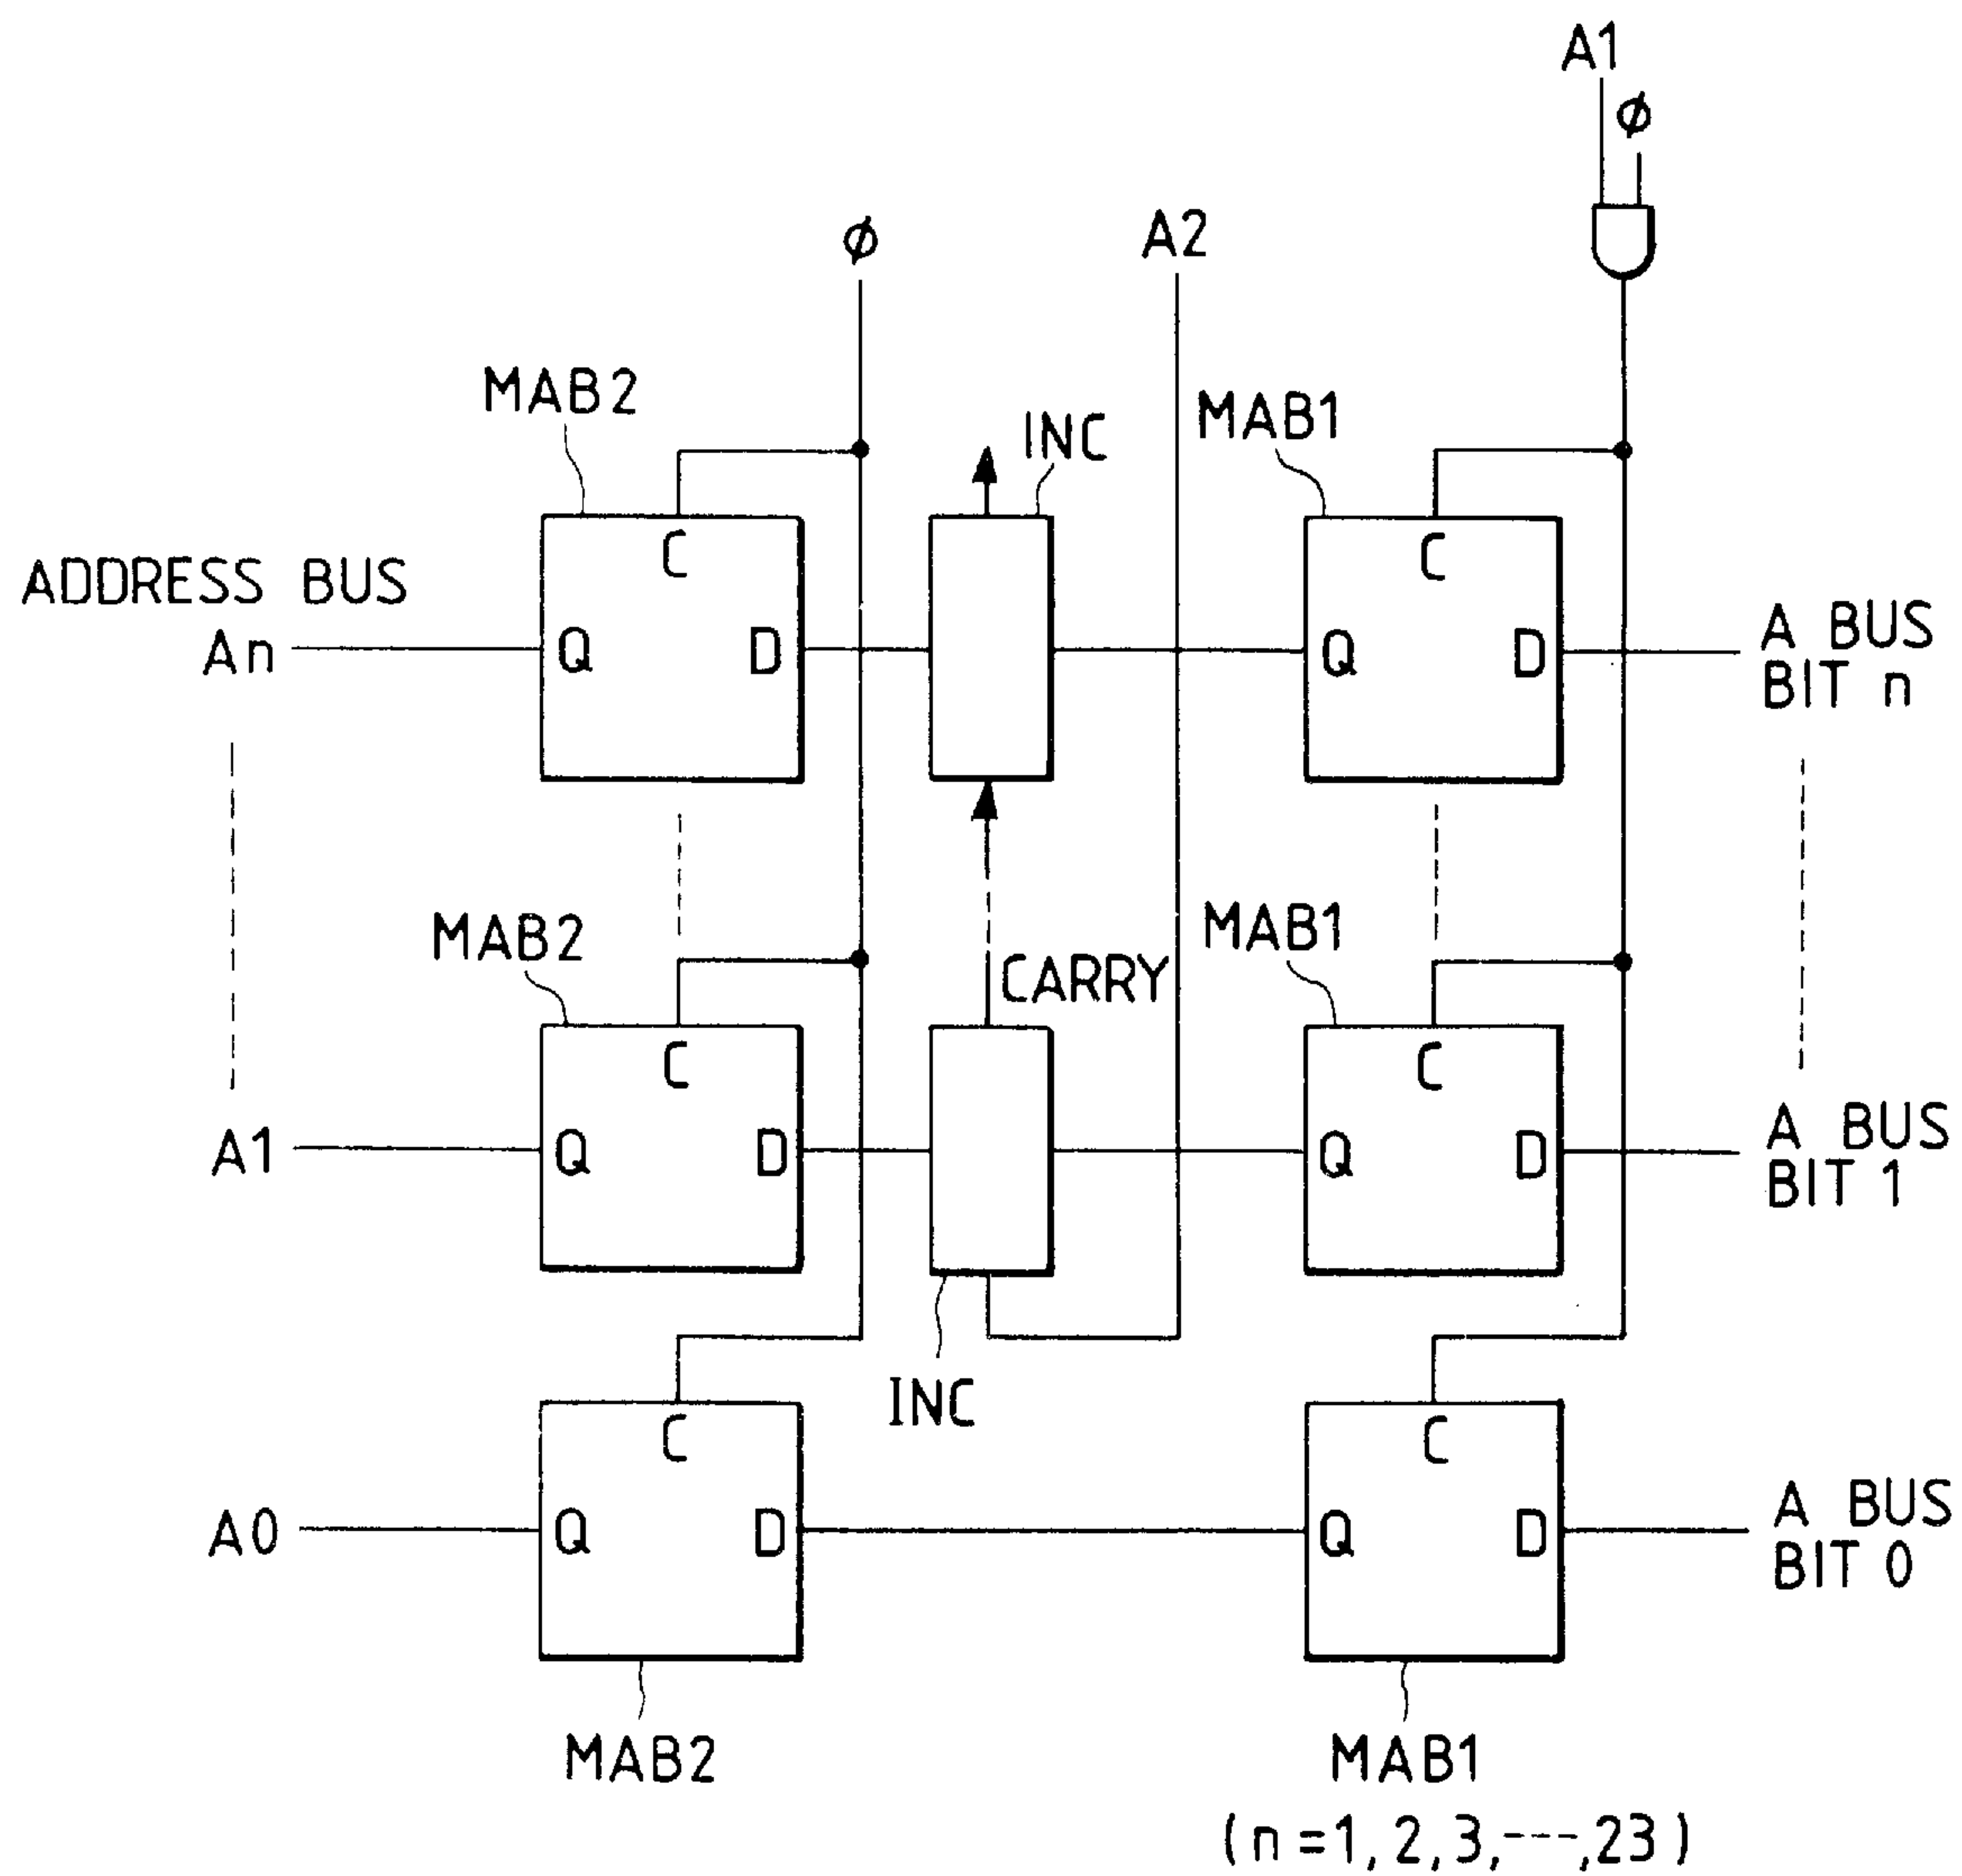 A1
ϕ
ϕ
A2
MAB2
INC
MAB1
C
C
ADDRESS BUS
An
Q
D
Q
D
A BUS
BIT n
MAB2
MAB1
CARRY
C
C
A1
Q
D
Q
D
A BUS
BIT 1
INC
C
C
A0
Q
D
Q
D
A BUS
BIT 0
MAB2
MAB1
(n=1,2,3,---,23)